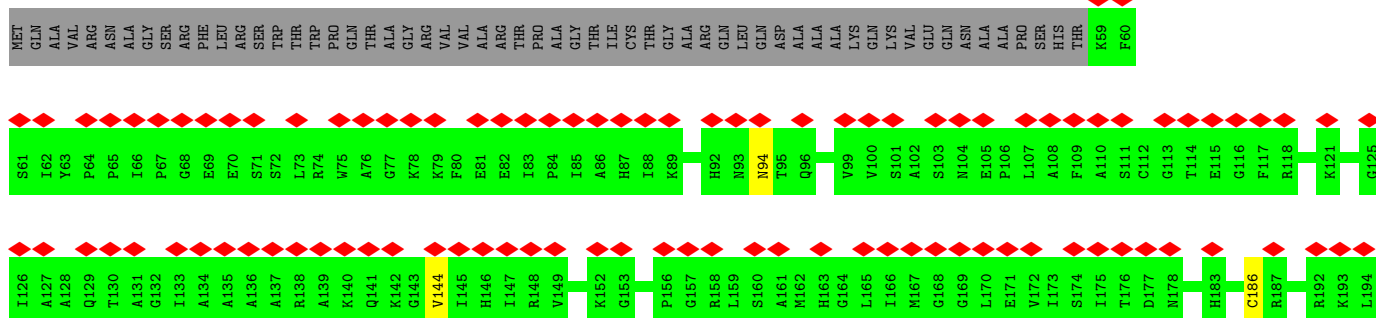 MET GLN ALA VAL ARG ASN ALA GLY SER ARG PHE LEU ARG SER TRP THR TRP PRO GLN THR ALA GLY ARG VAL VAL ALA ARG THR PRO ALA GLY THR ILE CYS THR GLY ALA ARG GLN LEU GLN ASP ALA ALA ALA LYS GLN LYS VAL GLU GLN ASN ALA ALA PRO SER HIS THR K59 F60
S61 I62 Y63 P64 P65 I66 P67 G68 E69 E70 S71 S72 L73 R74 W75 A76 G77 K78 K79 F80 E81 E82 I83 P84 I85 A86 H87 I88 K89 H92 N93 N94 T95 Q96 V99 V100 S101 A102 S103 N104 E105 P106 L107 A108 F109 A110 S111 C112 G113 T114 E115 G116 F117 R118 K121 G125
I126 A127 A128 Q129 T130 A131 G132 I133 A134 A135 A136 A137 R138 A139 K140 Q141 K142 G143 V144 I145 H146 I147 R148 V149 K152 G153 P156 G157 R158 L159 S160 A161 M162 H163 G164 L165 I166 M167 G168 G169 L170 E171 V172 I173 S174 I175 T176 D177 N178 H183 C186 R187 R192 K193 L194